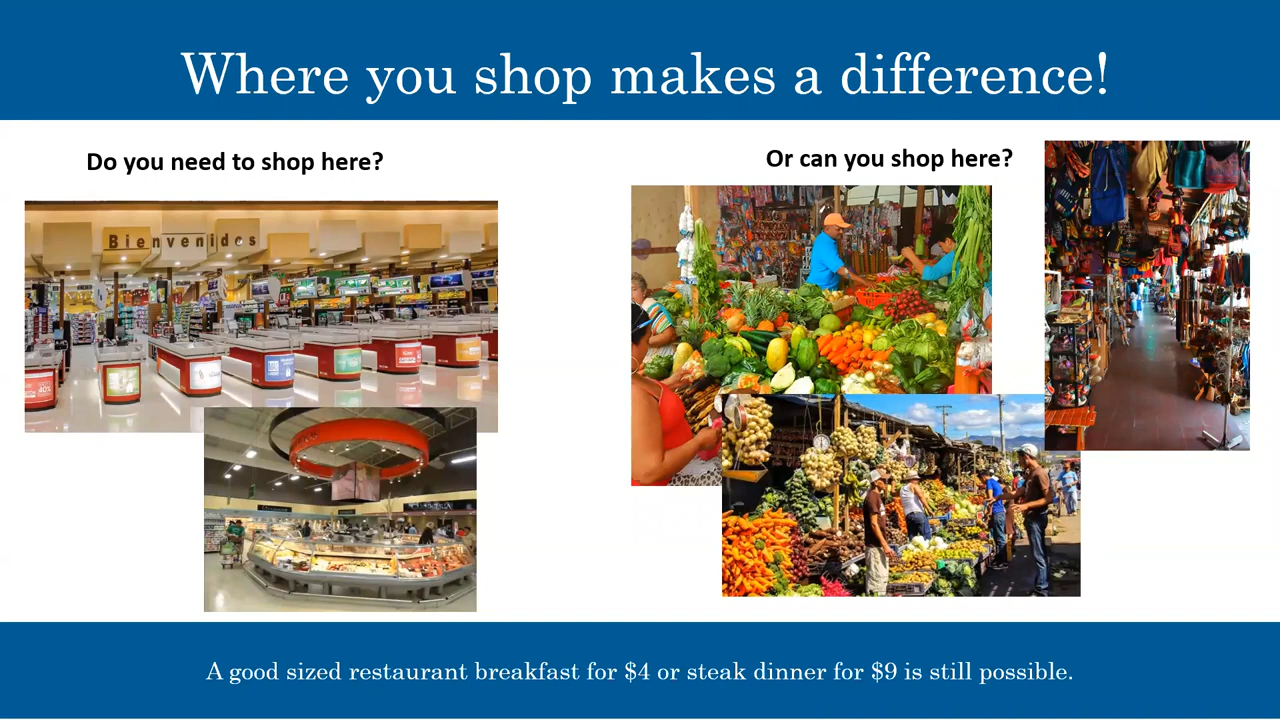 Where you shop makes a difference!
Do you need to shop here?
Or can you shop here?
Bienvenidos
A good sized restaurant breakfast for $4 or steak dinner for $9 is still possible.